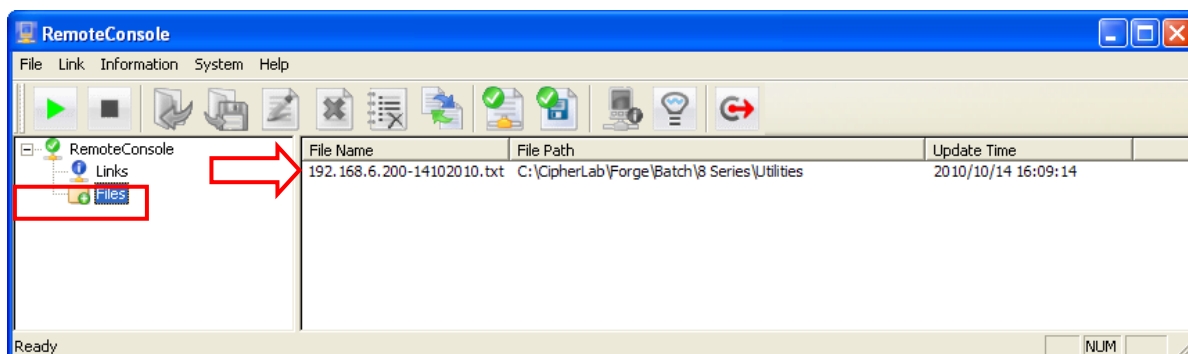 RemoteConsole
File Link Information System Help
RemoteConsole
Links
Files
File Name File Path Update Time
192.168.6.200-14102010.txt C:\CipherLab\Forge\Batch\8 Series\Utilities 2010/10/14 16:09:14
Ready NUM